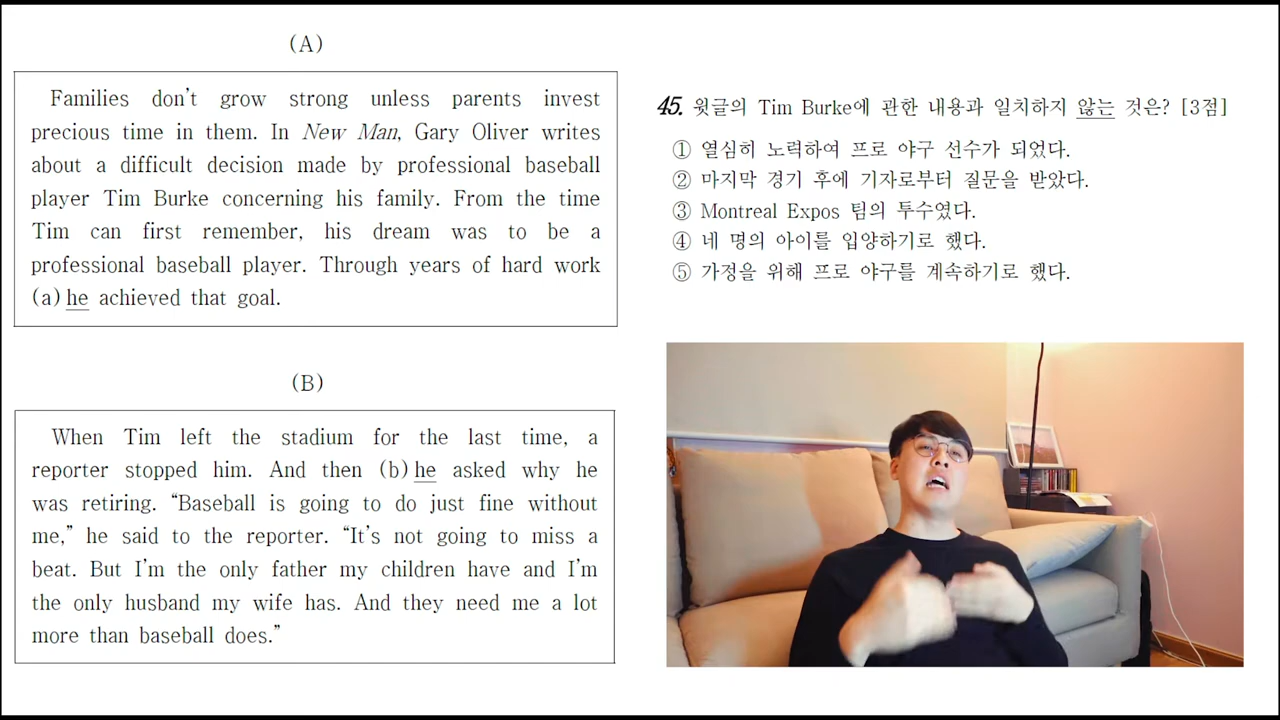 (A)
Families don't grow strong unless parents invest
precious time in them. In New Man, Gary Oliver writes
about a difficult decision made by professional baseball
player Tim Burke concerning his family. From the time
Tim can first remember, his dream was to be a
professional baseball player. Through years of hard work
(a) he achieved that goal.
(B)
When Tim left the stadium for the last time, a
reporter stopped him. And then (b) he asked why he
was retiring. “Baseball is going to do just fine without
me,” he said to the reporter. “It's not going to miss a
beat. But I'm the only father my children have and I'm
the only husband my wife has. And they need me a lot
more than baseball does.”
45. 윗글의 Tim Burke에 관한 내용과 일치하지 않는 것은? [3점]
① 열심히 노력하여 프로 야구 선수가 되었다.
② 마지막 경기 후에 기자로부터 질문을 받았다.
③ Montreal Expos 팀의 투수였다.
④ 네 명의 아이를 입양하기로 했다.
⑤ 가정을 위해 프로 야구를 계속하기로 했다.